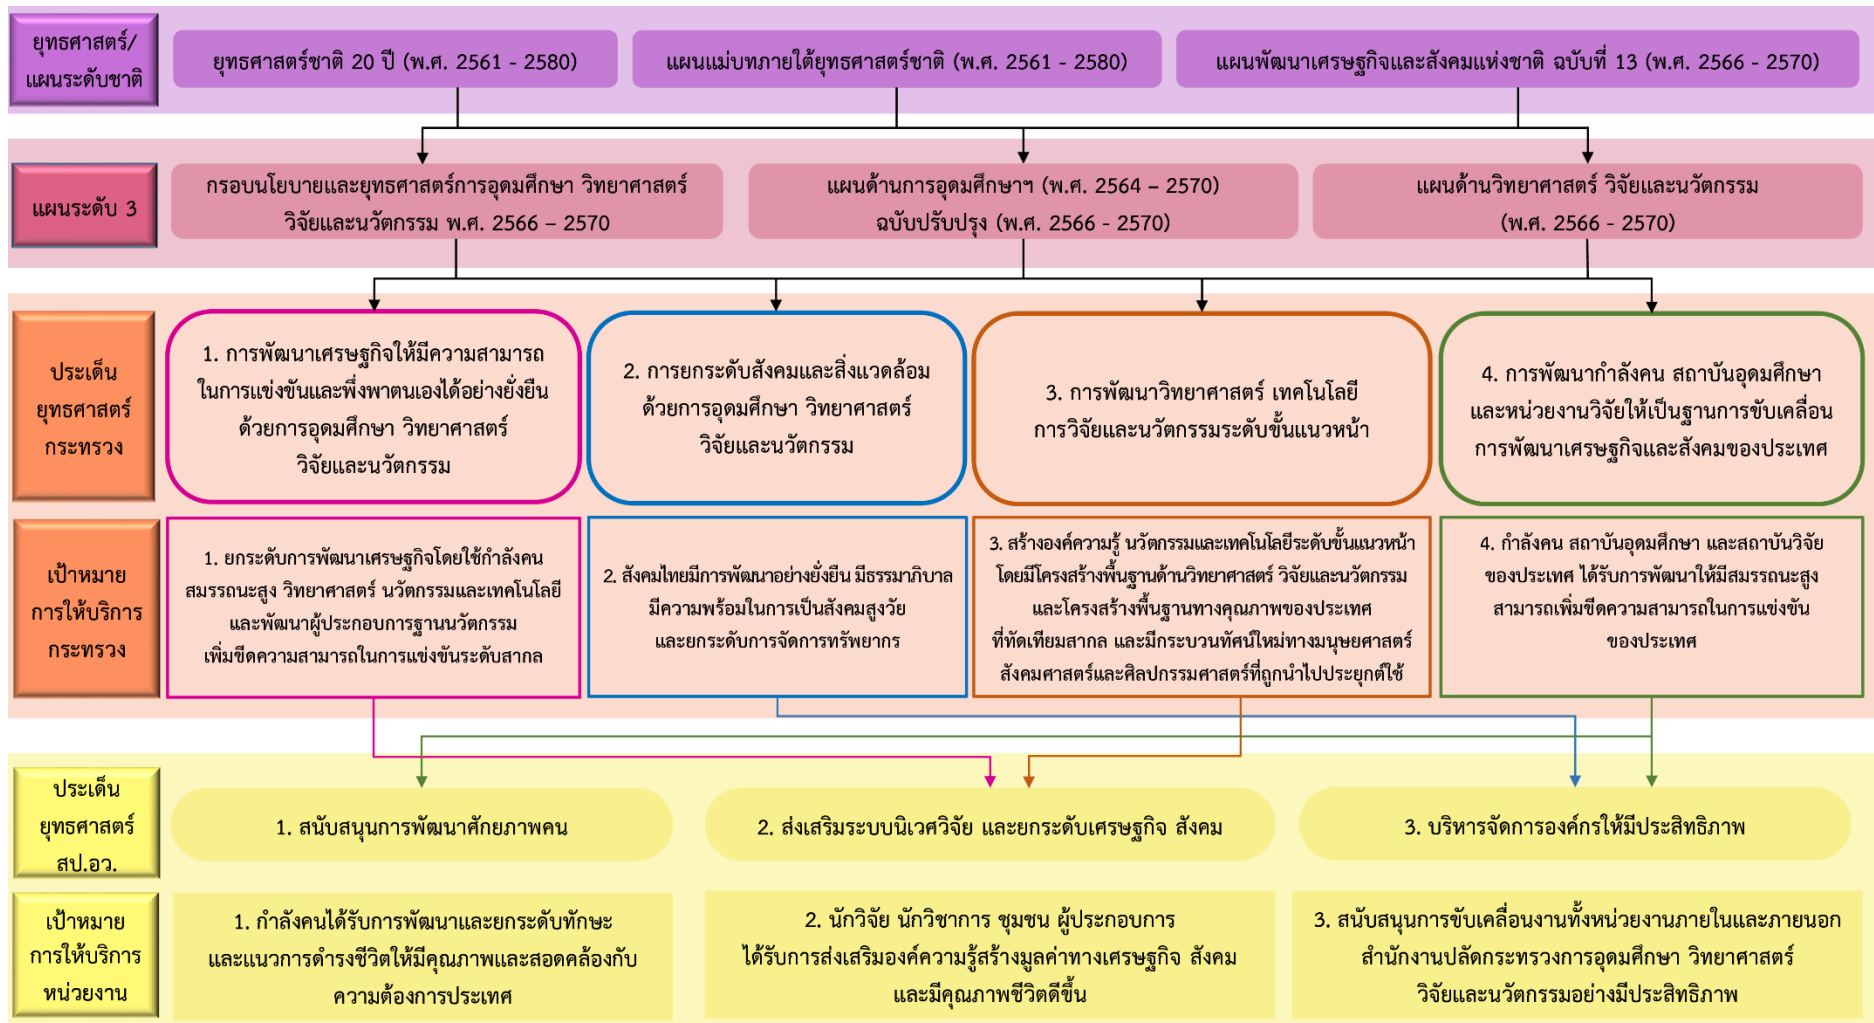 ยุทธศาสตร์/
แผนระดับชาติ
ยุทธศาสตร์ชาติ 20 ปี (พ.ศ. 2561 - 2580)
แผนแม่บทภายใต้ยุทธศาสตร์ชาติ (พ.ศ. 2561 - 2580)
แผนพัฒนาเศรษฐกิจและสังคมแห่งชาติ ฉบับที่ 13 (พ.ศ. 2566 - 2570)
แผนระดับ 3
กรอบนโยบายและยุทธศาสตร์การอุดมศึกษา วิทยาศาสตร์
วิจัยและนวัตกรรม พ.ศ. 2566 – 2570
แผนด้านการอุดมศึกษาฯ (พ.ศ. 2564 – 2570)
ฉบับปรับปรุง (พ.ศ. 2566 - 2570)
แผนด้านวิทยาศาสตร์ วิจัยและนวัตกรรม
(พ.ศ. 2566 - 2570)
ประเด็น
ยุทธศาสตร์
กระทรวง
1. การพัฒนาเศรษฐกิจให้มีความสามารถ
ในการแข่งขันและพึ่งพาตนเองได้อย่างยั่งยืน
ด้วยการอุดมศึกษา วิทยาศาสตร์
วิจัยและนวัตกรรม
2. การยกระดับสังคมและสิ่งแวดล้อม
ด้วยการอุดมศึกษา วิทยาศาสตร์
วิจัยและนวัตกรรม
3. การพัฒนาวิทยาศาสตร์ เทคโนโลยี
การวิจัยและนวัตกรรมระดับขั้นแนวหน้า
4. การพัฒนากำลังคน สถาบันอุดมศึกษา
และหน่วยงานวิจัยให้เป็นฐานการขับเคลื่อน
การพัฒนาเศรษฐกิจและสังคมของประเทศ
เป้าหมาย
การให้บริการ
กระทรวง
1. ยกระดับการพัฒนาเศรษฐกิจโดยใช้กำลังคน
สมรรถนะสูง วิทยาศาสตร์ นวัตกรรมและเทคโนโลยี
และพัฒนาผู้ประกอบการฐานนวัตกรรม
เพิ่มขีดความสามารถในการแข่งขันระดับสากล
2. สังคมไทยมีการพัฒนาอย่างยั่งยืน มีธรรมาภิบาล
มีความพร้อมในการเป็นสังคมสูงวัย
และยกระดับการจัดการทรัพยากร
3. สร้างองค์ความรู้ นวัตกรรมและเทคโนโลยีระดับขั้นแนวหน้า
โดยมีโครงสร้างพื้นฐานด้านวิทยาศาสตร์ วิจัยและนวัตกรรม
และโครงสร้างพื้นฐานทางคุณภาพของประเทศ
ที่ทัดเทียมสากล และมีกระบวนทัศน์ใหม่ทางมนุษยศาสตร์
สังคมศาสตร์และศิลปกรรมศาสตร์ที่ถูกนำไปประยุกต์ใช้
4. กำลังคน สถาบันอุดมศึกษา และสถาบันวิจัย
ของประเทศ ได้รับการพัฒนาให้มีสมรรถนะสูง
สามารถเพิ่มขีดความสามารถในการแข่งขัน
ของประเทศ
ประเด็น
ยุทธศาสตร์
สป.อว.
1. สนับสนุนการพัฒนาศักยภาพคน
2. ส่งเสริมระบบนิเวศวิจัย และยกระดับเศรษฐกิจ สังคม
3. บริหารจัดการองค์กรให้มีประสิทธิภาพ
เป้าหมาย
การให้บริการ
หน่วยงาน
1. กำลังคนได้รับการพัฒนาและยกระดับทักษะ
และแนวการดำรงชีวิตให้มีคุณภาพและสอดคล้องกับ
ความต้องการประเทศ
2. นักวิจัย นักวิชาการ ชุมชน ผู้ประกอบการ
ได้รับการส่งเสริมองค์ความรู้สร้างมูลค่าทางเศรษฐกิจ สังคม
และมีคุณภาพชีวิตดีขึ้น
3. สนับสนุนการขับเคลื่อนงานทั้งหน่วยงานภายในและภายนอก
สำนักงานปลัดกระทรวงการอุดมศึกษา วิทยาศาสตร์
วิจัยและนวัตกรรมอย่างมีประสิทธิภาพ